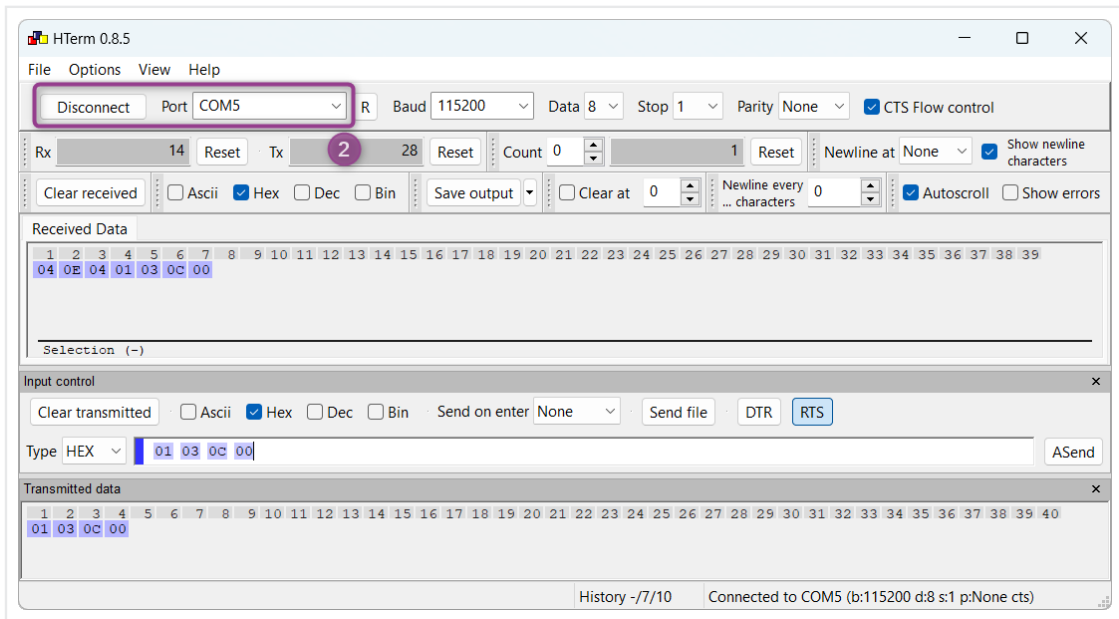 HTerm 0.8.5
File Options View Help
Disconnect Port COM5 R Baud 115200 Data 8 Stop 1 Parity None CTS Flow control
Rx 14 Reset Tx 2 28 Reset Count 0 1 Reset Newline at None Show newline characters
Clear received Ascii Hex Dec Bin Save output Clear at 0 Newline every ... characters 0 Autoscroll Show errors
Received Data
1 2 3 4 5 6 7 8 9 10 11 12 13 14 15 16 17 18 19 20 21 22 23 24 25 26 27 28 29 30 31 32 33 34 35 36 37 38 39
04 0E 04 01 03 0C 00
Selection (-)
Input control
Clear transmitted Ascii Hex Dec Bin Send on enter None Send file DTR RTS
Type HEX 01 03 0C 00 ASend
Transmitted data
1 2 3 4 5 6 7 8 9 10 11 12 13 14 15 16 17 18 19 20 21 22 23 24 25 26 27 28 29 30 31 32 33 34 35 36 37 38 39 40
01 03 0C 00
History -/7/10 Connected to COM5 (b:115200 d:8 s:1 p:None cts)